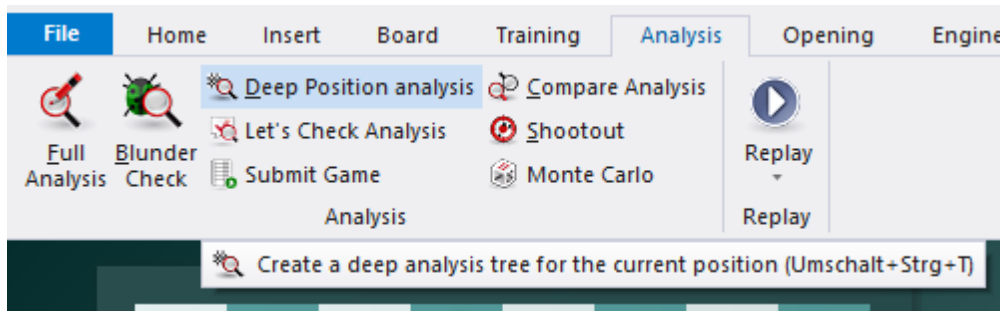 File Home Insert Board Training Analysis Opening Engine
Deep Position analysis Compare Analysis
Let's Check Analysis Shootout
Full Blunder Replay
Analysis Check Submit Game Monte Carlo
Analysis Replay
Create a deep analysis tree for the current position (Umschalt+Strg+T)